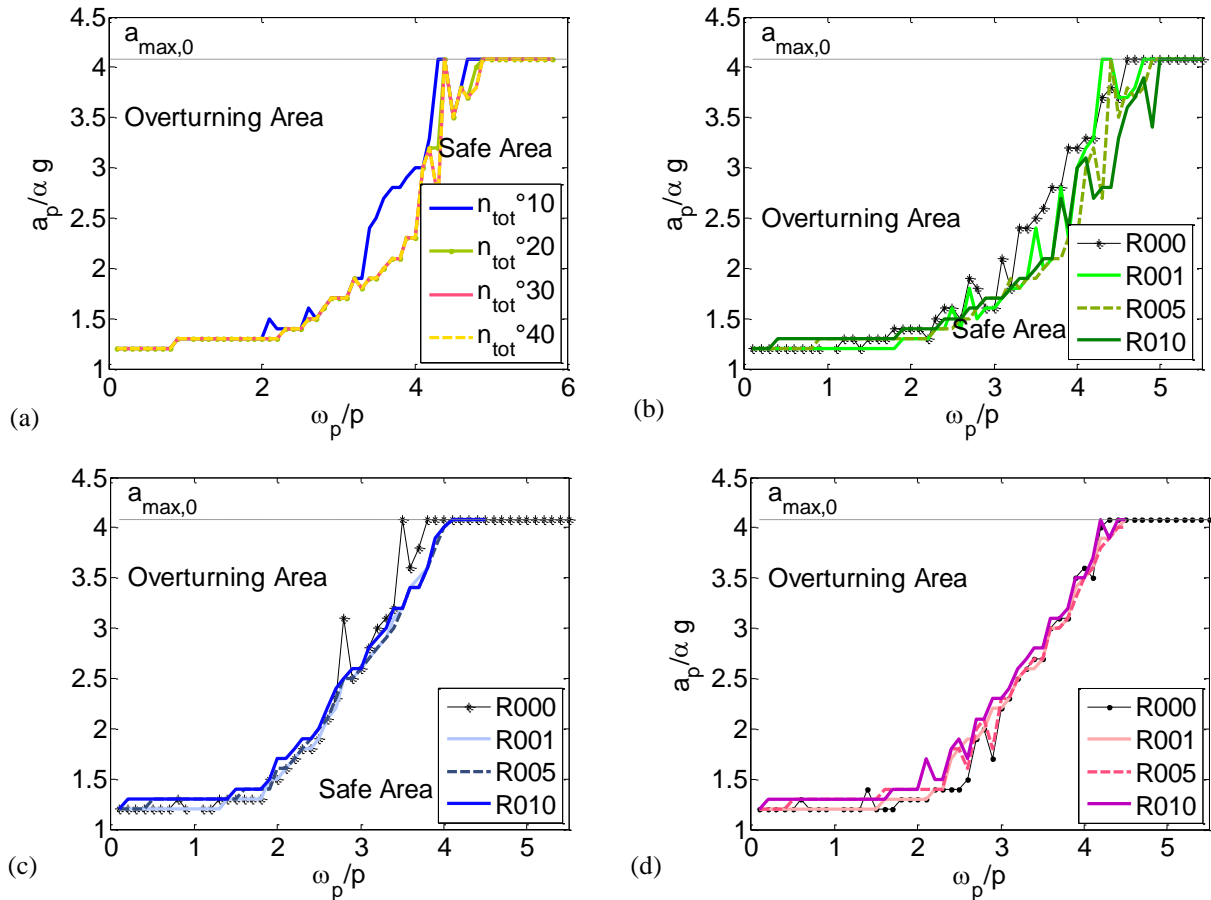 4.5
a_max,0
4
Overturning Area
3.5
Safe Area
3
a_p/α g
2.5
n_tot °10
n_tot °20
n_tot °30
n_tot °40
2
1.5
1
0 2 4 6
ω_p/p
(a)
4.5
a_max,0
4
3.5
3
a_p/α g
Overturning Area
2.5
R000
R001
R005
R010
2
1.5
Safe Area
1
0 1 2 3 4 5
ω_p/p
(b)
4.5
a_max,0
4
Overturning Area
3.5
3
2.5
R000
R001
R005
R010
2
1.5
Safe Area
1
0 1 2 3 4 5
ω_p/p
(c)
4.5
a_max,0
4
Overturning Area
3.5
3
a_p/α g
2.5
R000
R001
R005
R010
2
1.5
1
0 1 2 3 4 5
ω_p/p
(d)